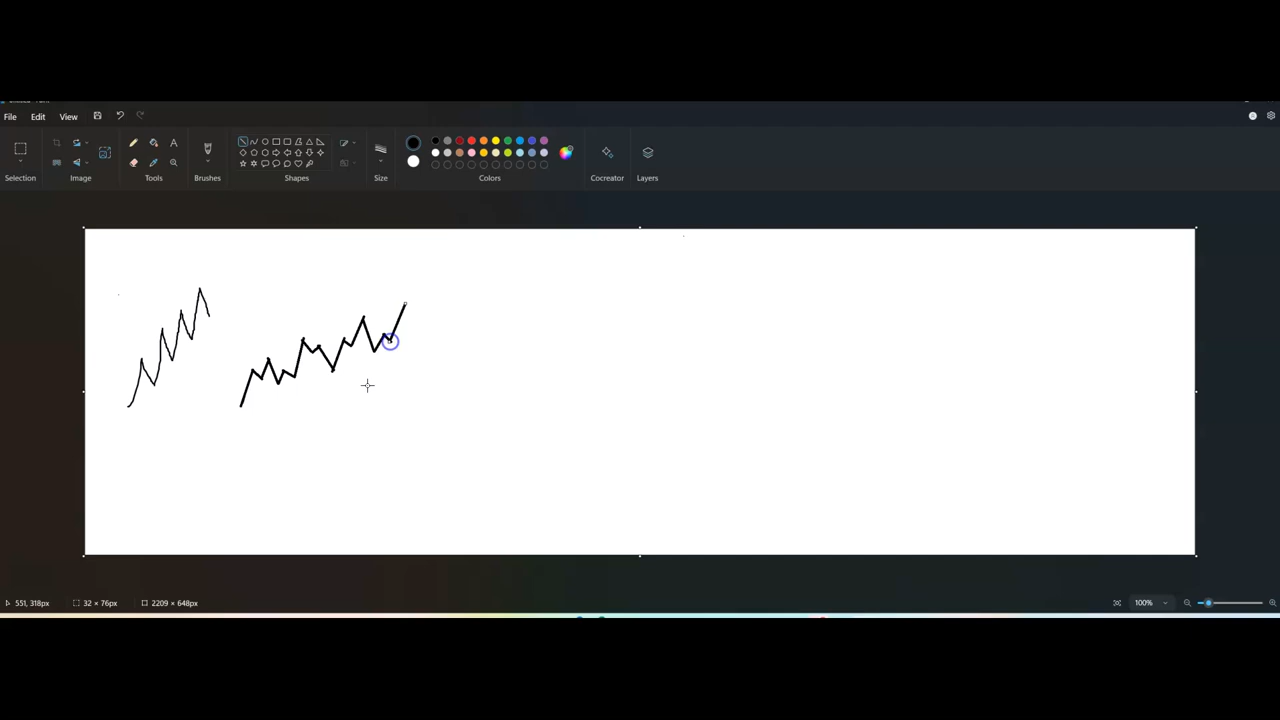 File Edit View
Selection Image Tools Brushes Shapes Size Colors Cocreator Layers
551, 318px 32 × 76px 2209 × 648px 100%